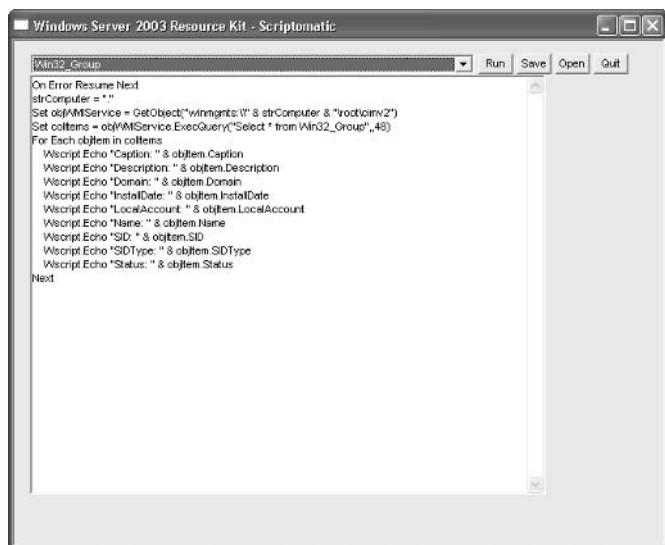 Windows Server 2003 Resource Kit - Scriptomatic
Win32_Group
Run Save Open Quit
On Error Resume Next
strComputer = "."
Set objWMIService = GetObject("winmgmts:\\" & strComputer & "\root\cimv2")
Set colItems = objWMIService.ExecQuery("Select * from Win32_Group",,48)
For Each objItem in colItems
Wscript.Echo "Caption: " & objItem.Caption
Wscript.Echo "Description: " & objItem.Description
Wscript.Echo "Domain: " & objItem.Domain
Wscript.Echo "InstallDate: " & objItem.InstallDate
Wscript.Echo "LocalAccount: " & objItem.LocalAccount
Wscript.Echo "Name: " & objItem.Name
Wscript.Echo "SID: " & objItem.SID
Wscript.Echo "SIDType: " & objItem.SIDType
Wscript.Echo "Status: " & objItem.Status
Next